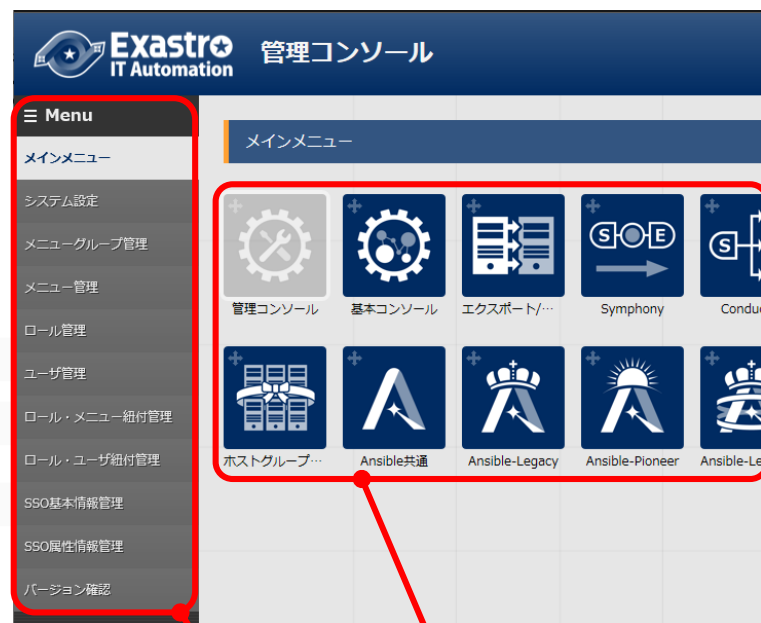 Exastro
IT Automation
管理コンソール
☰ Menu
メインメニュー
システム設定
メニューグループ管理
メニュー管理
ロール管理
ユーザ管理
ロール・メニュー紐付管理
ロール・ユーザ紐付管理
SSO基本情報管理
SSO属性情報管理
バージョン確認
メインメニュー
S E
S
管理コンソール 基本コンソール エクスポート/… Symphony Conduc
ホストグループ… Ansible共通 Ansible-Legacy Ansible-Pioneer Ansible-Le